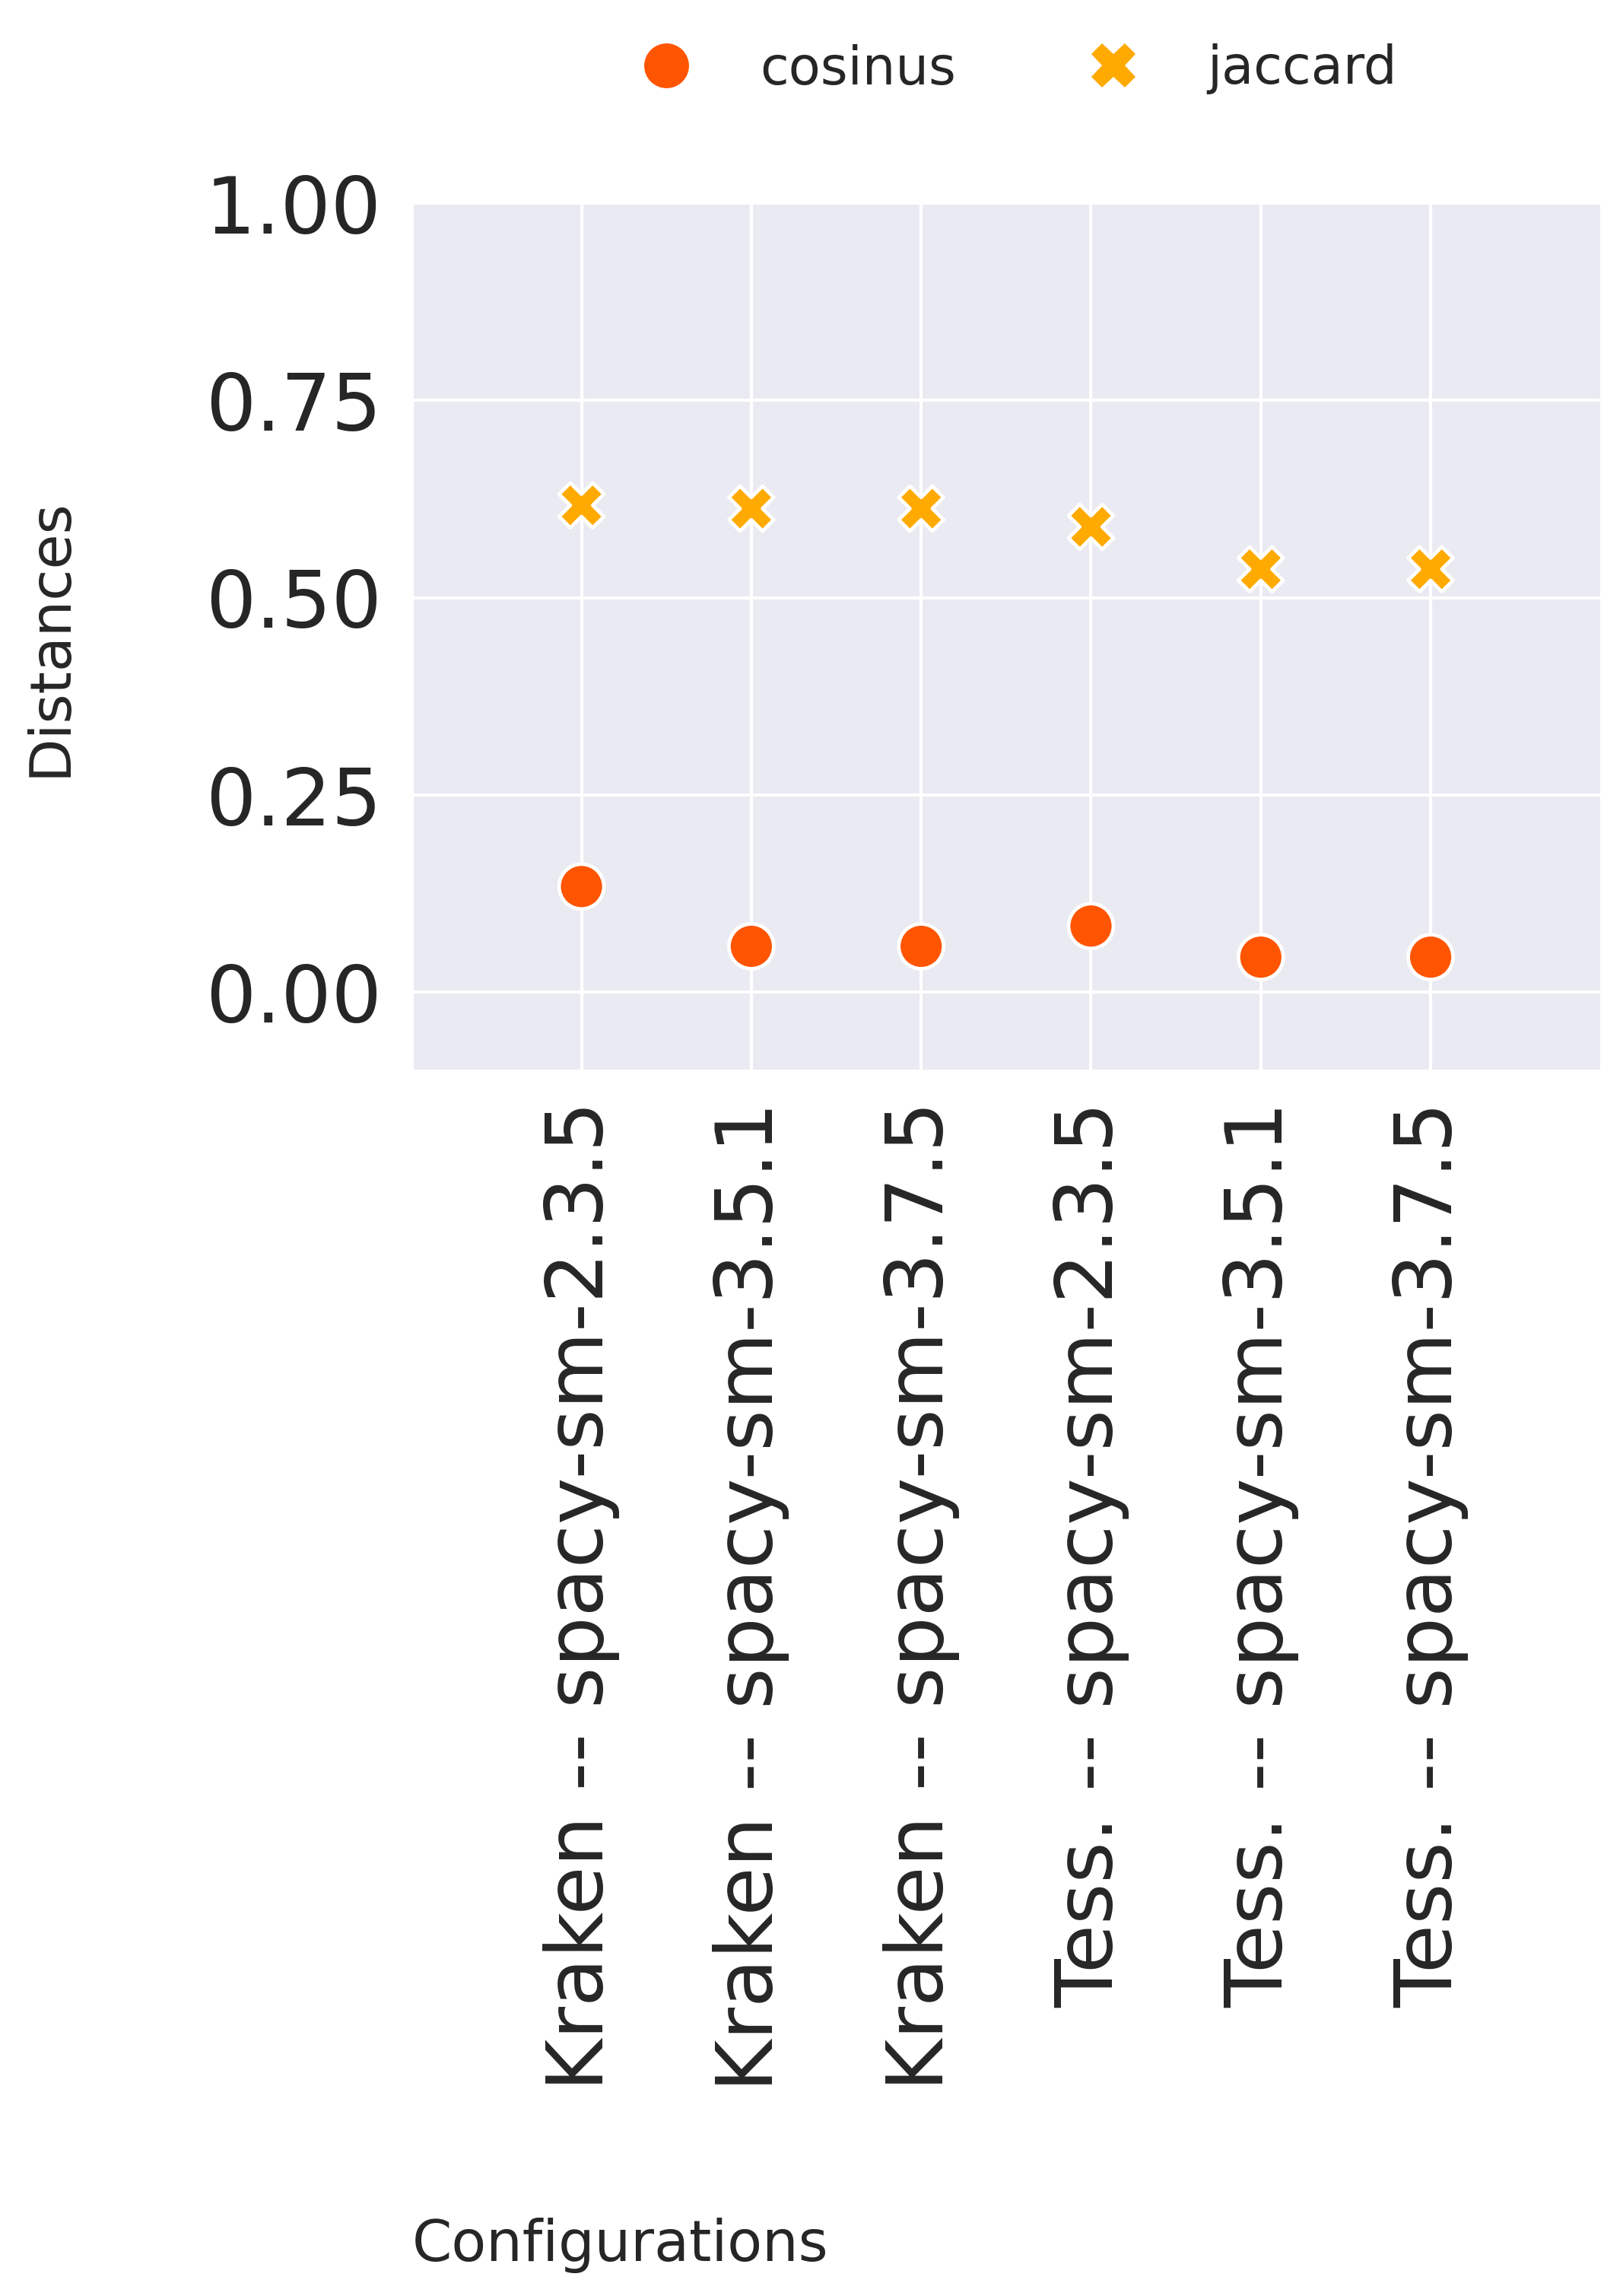 cosinus jaccard
1.00
0.75
0.50
0.25
0.00
Distances
Kraken -- spacy-sm-2.3.5
Kraken -- spacy-sm-3.5.1
Kraken -- spacy-sm-3.7.5
Tess. -- spacy-sm-2.3.5
Tess. -- spacy-sm-3.5.1
Tess. -- spacy-sm-3.7.5
Configurations